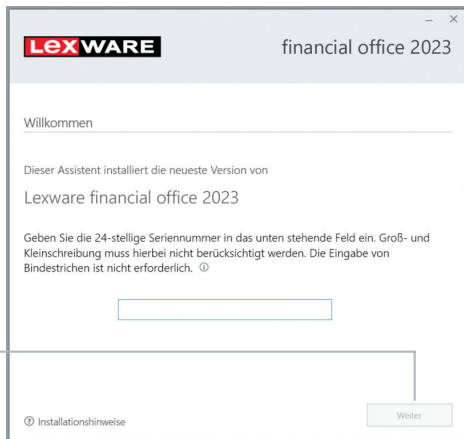 LEXWARE
financial office 2023
Willkommen
Dieser Assistent installiert die neueste Version von
Lexware financial office 2023
Geben Sie die 24-stellige Seriennummer in das unten stehende Feld ein. Groß- und
Kleinschreibung muss hierbei nicht berücksichtigt werden. Die Eingabe von
Bindestrichen ist nicht erforderlich.
Installationshinweise
Weiter